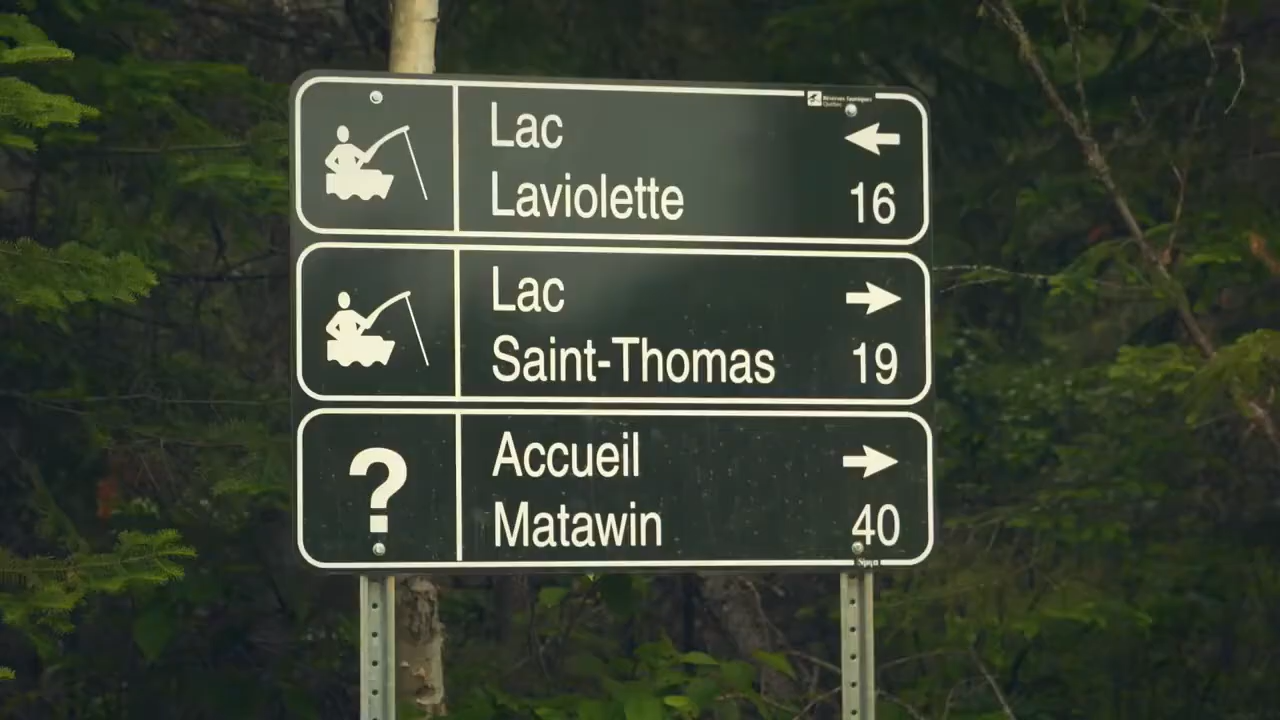 Lac
Laviolette
16
Lac
Saint-Thomas
19
?
Accueil
Matawin
40